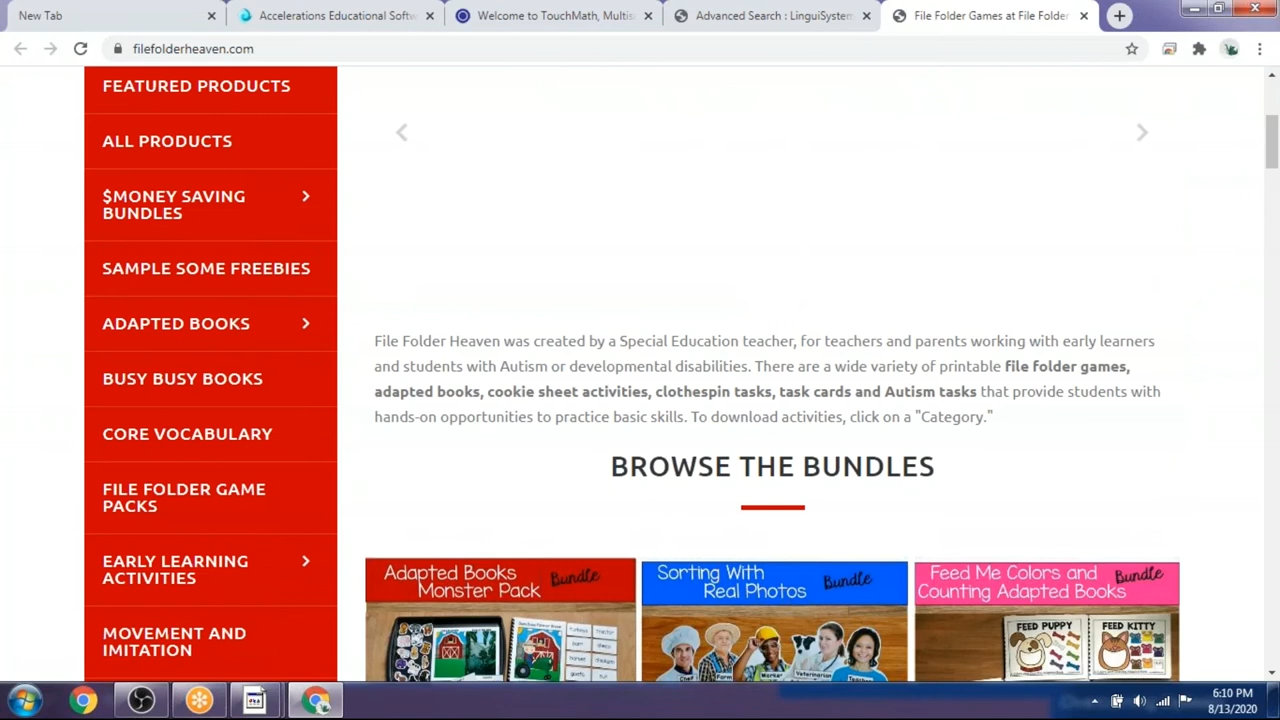 New Tab
Accelerations Educational Softw
Welcome to TouchMath, Multis
Advanced Search : LinguiSystem
File Folder Games at File Folder
filefolderheaven.com
FEATURED PRODUCTS
ALL PRODUCTS
$MONEY SAVING
BUNDLES
SAMPLE SOME FREEBIES
ADAPTED BOOKS
BUSY BUSY BOOKS
CORE VOCABULARY
FILE FOLDER GAME
PACKS
EARLY LEARNING
ACTIVITIES
MOVEMENT AND
IMITATION
File Folder Heaven was created by a Special Education teacher, for teachers and parents working with early learners
and students with Autism or developmental disabilities. There are a wide variety of printable file folder games,
adapted books, cookie sheet activities, clothespin tasks, task cards and Autism tasks that provide students with
hands-on opportunities to practice basic skills. To download activities, click on a "Category."
BROWSE THE BUNDLES
Adapted Books
Monster Pack
Bundle
Sorting With
Real Photos
Bundle
Feed Me Colors and
Counting Adapted Books
Bundle
FEED PUPPY
FEED KITTY
6:10 PM
8/13/2020